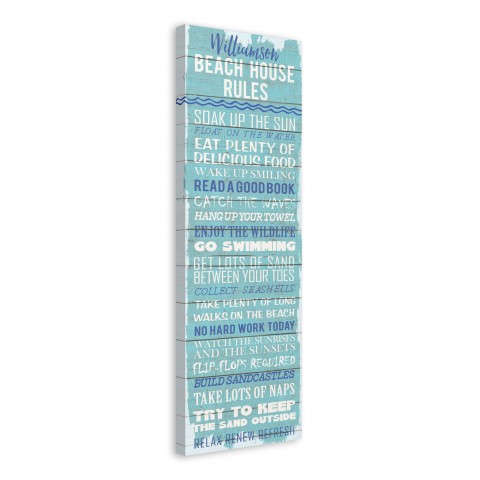 Williamson
BEACH HOUSE
RULES
SOAK UP THE SUN
FLOAT ON THE WATER
EAT PLENTY OF
DELICIOUS FOOD
WAKE UP SMILING
READ A GOOD BOOK
CATCH THE WAVES
HANG UP YOUR TOWEL
ENJOY THE WILDLIFE
GO SWIMMING
GET LOTS OF SAND
BETWEEN YOUR TOES
COLLECT SEASHELLS
TAKE PLENTY OF LONG
WALKS ON THE BEACH
NO HARD WORK TODAY
WATCH THE SUNRISES
AND THE SUNSETS
FLIP-FLOPS REQUIRED
BUILD SANDCASTLES
TAKE LOTS OF NAPS
TRY TO KEEP
THE SAND OUTSIDE
RELAX RENEW REFRESH